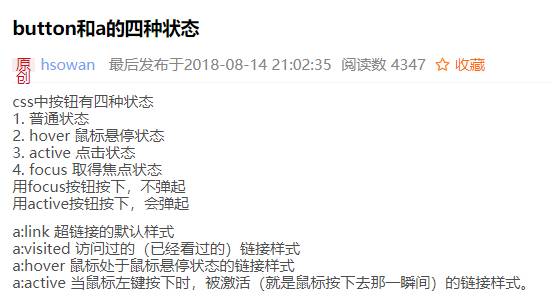 button和a的四种状态
原创 hsowan 最后发布于2018-08-14 21:02:35 阅读数 4347 收藏
css中按钮有四种状态
1. 普通状态
2. hover 鼠标悬停状态
3. active 点击状态
4. focus 取得焦点状态
用focus按钮按下，不弹起
用active按钮按下，会弹起
a:link 超链接的默认样式
a:visited 访问过的（已经看过的）链接样式
a:hover 鼠标处于鼠标悬停状态的链接样式
a:active 当鼠标左键按下时，被激活（就是鼠标按下去那一瞬间）的链接样式。